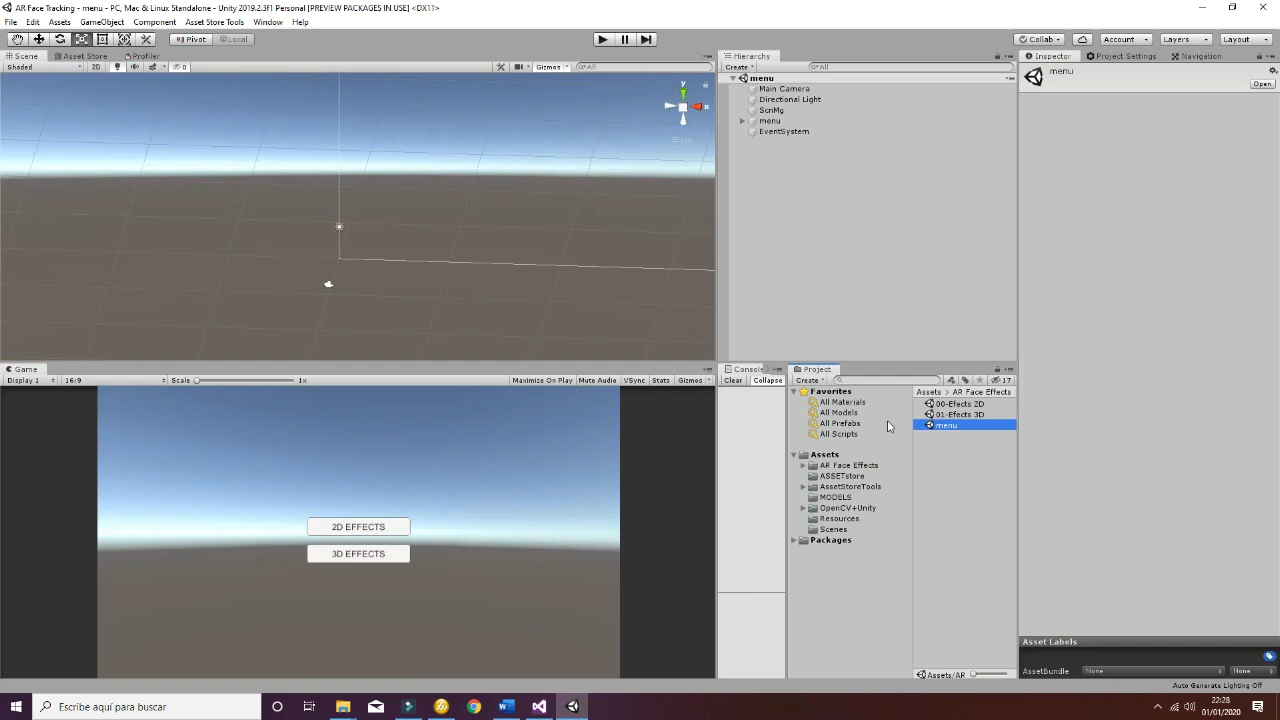 AR Face Tracking - menu - PC, Mac & Linux Standalone - Unity 2019.2.3f1 Personal [PREVIEW PACKAGES IN USE] <DX11>
File Edit Assets GameObject Component Asset Store Tools Window Help
Pivot Local Collab Account Layers Layout
Scene Asset Store Profiler
Shaded 2D 0 Gizmos All
y
x
Hierarchy
Create All
menu
Main Camera
Directional Light
ScnMg
menu
EventSystem
Inspector Project Settings Navigation
menu
Open
Game
Display 1 16:9 Scale 1x Maximize On Play Mute Audio VSync Stats Gizmos
2D EFFECTS
3D EFFECTS
Console
Clear Collapse
Project
Create 17
Favorites
All Materials
All Models
All Prefabs
All Scripts
Assets
AR Face Effects
ASSETstore
AssetStoreTools
MODELS
OpenCV+Unity
Resources
Scenes
Packages
Assets AR Face Effects
00-Efects 2D
01-Efects 3D
menu
Assets/AR
Asset Labels
AssetBundle None None
Auto Generate Lighting Off
Escribe aquí para buscar
22:28
01/01/2020